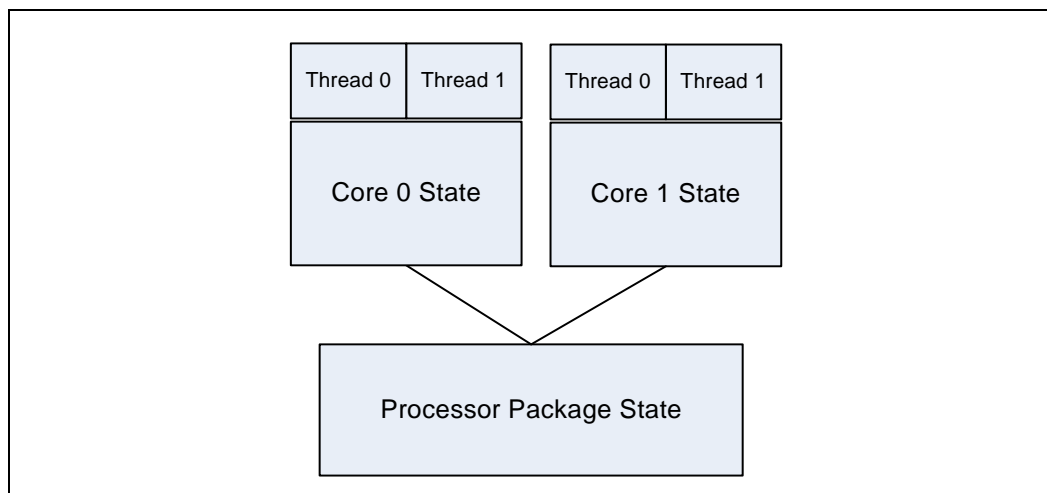 Thread 0
Thread 1
Thread 0
Thread 1
Core 0 State
Core 1 State
Processor Package State